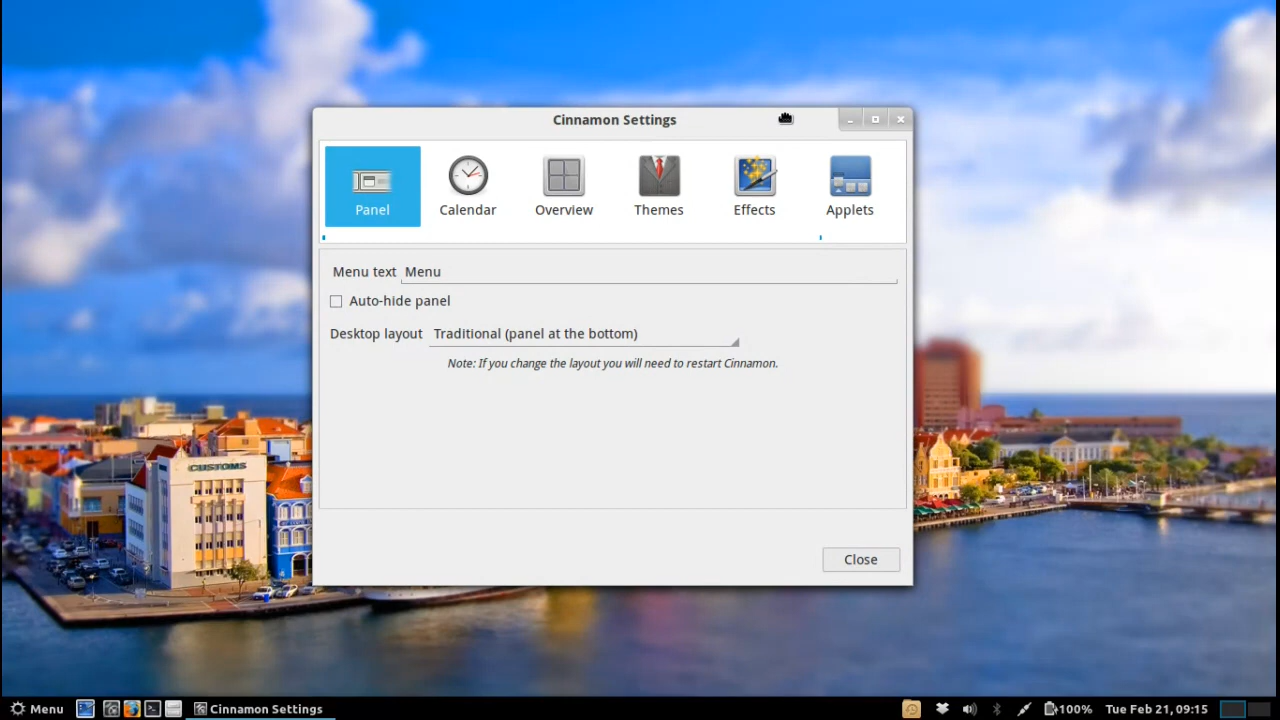 Cinnamon Settings
Panel
Calendar
Overview
Themes
Effects
Applets
Menu text Menu
Auto-hide panel
Desktop layout Traditional (panel at the bottom)
Note: If you change the layout you will need to restart Cinnamon.
CUSTOMS
Close
Menu Cinnamon Settings 100% Tue Feb 21, 09:15